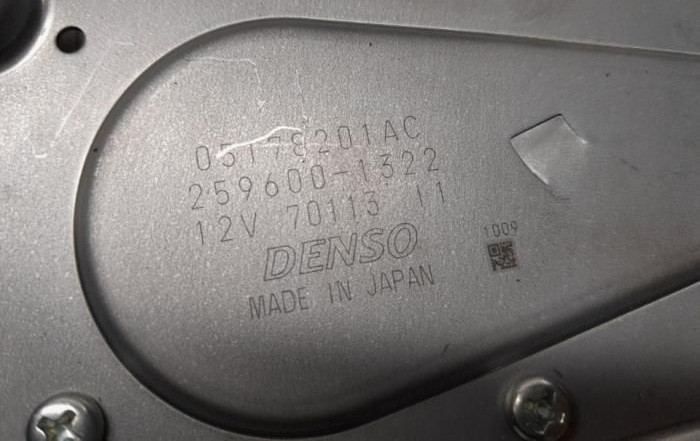 05178201AC
259600-1322
12V 70113 11
DENSO
1009
MADE IN JAPAN